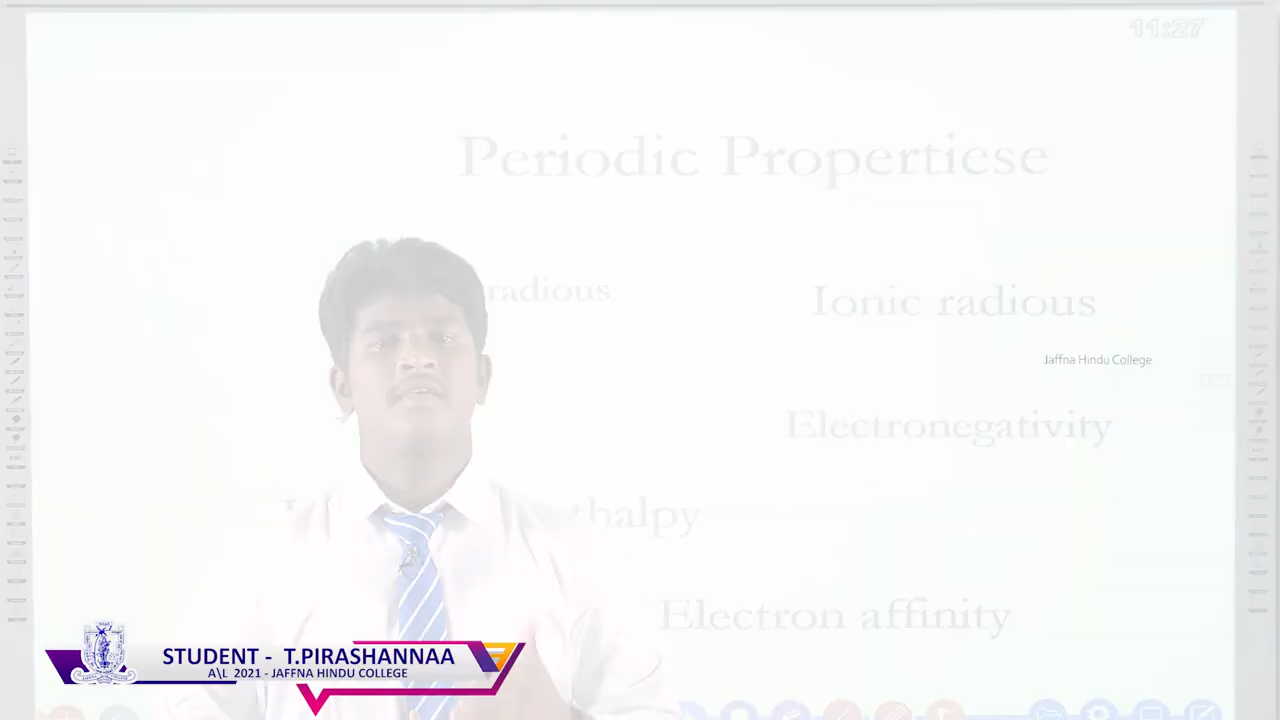 11:27
Periodic Propertiese
radious
Ionic radious
Jaffna Hindu College
Electronegativity
thalpy
Electron affinity
STUDENT - T.PIRASHANNAA
A\L 2021 - JAFFNA HINDU COLLEGE